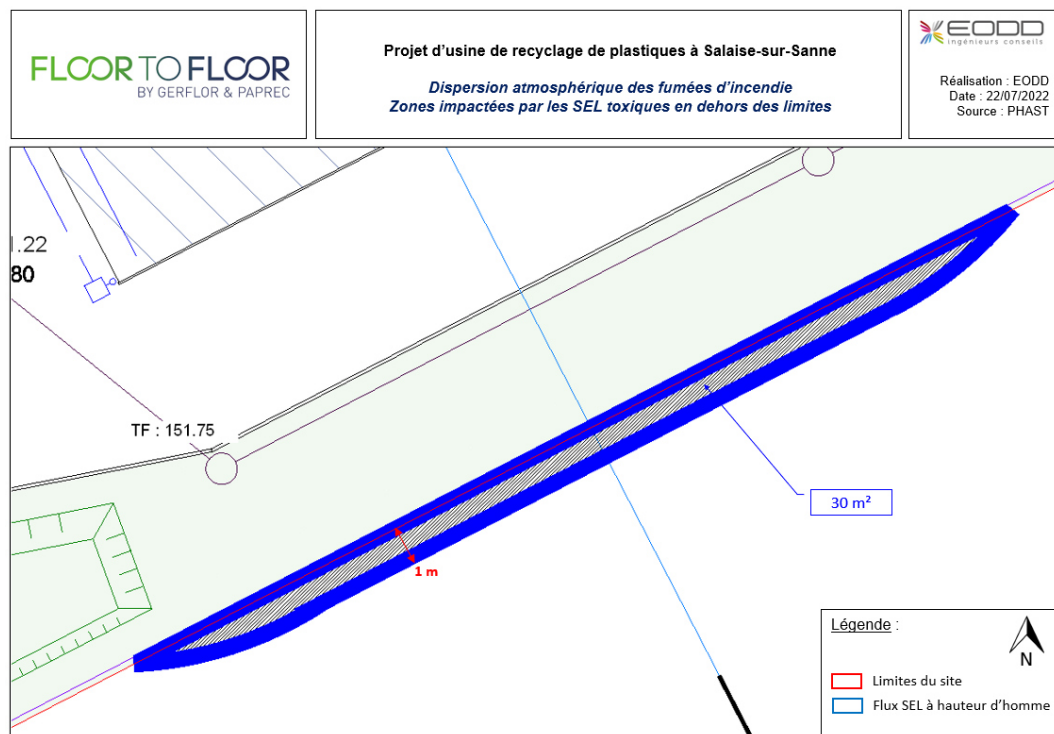 FLOOR TO FLOOR
BY GERFLOR & PAPREC
Projet d'usine de recyclage de plastiques à Salaise-sur-Sanne
Dispersion atmosphérique des fumées d'incendie
Zones impactées par les SEL toxiques en dehors des limites
EODD
ingénieurs conseils
Réalisation : EODD
Date : 22/07/2022
Source : PHAST
.22
80
TF : 151.75
30 m²
1 m
Légende :
N
Limites du site
Flux SEL à hauteur d'homme